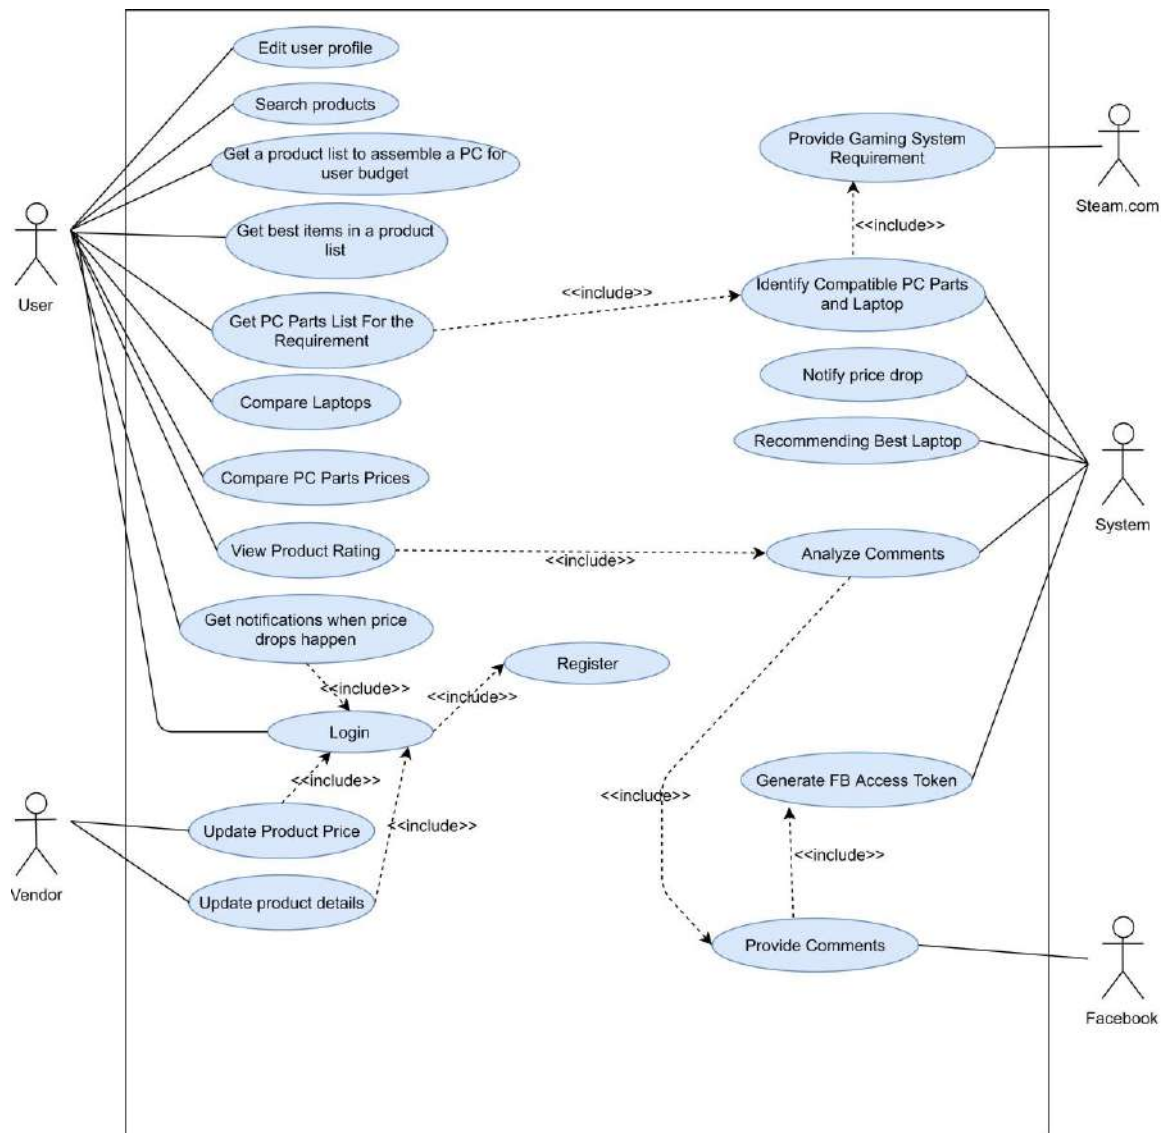 Edit user profile
Search products
Get a product list to assemble a PC for
user budget
Get best items in a product
list
Get PC Parts List For the
Requirement
Compare Laptops
Compare PC Parts Prices
View Product Rating
Get notifications when price
drops happen
<<include>>
<<include>>
Register
Login
<<include>>
<<include>>
Update Product Price
Update product details
User
Vendor
<<include>>
<<include>>
Provide Gaming System
Requirement
<<include>>
Identify Compatible PC Parts
and Laptop
Notify price drop
Recommending Best Laptop
Analyze Comments
<<include>>
Generate FB Access Token
<<include>>
Provide Comments
Steam.com
System
Facebook